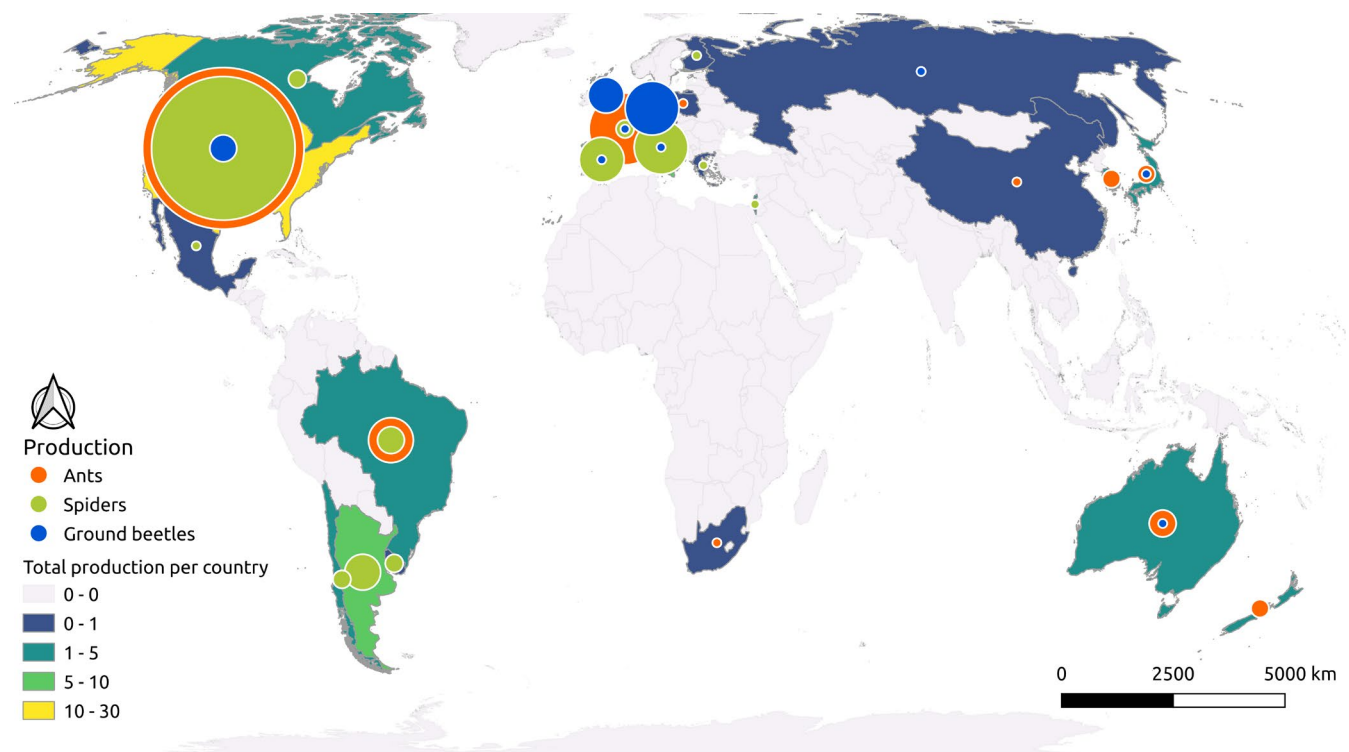 Production
Ants
Spiders
Ground beetles
Total production per country
0 - 0
0 - 1
1 - 5
5 - 10
10 - 30
0 2500 5000 km